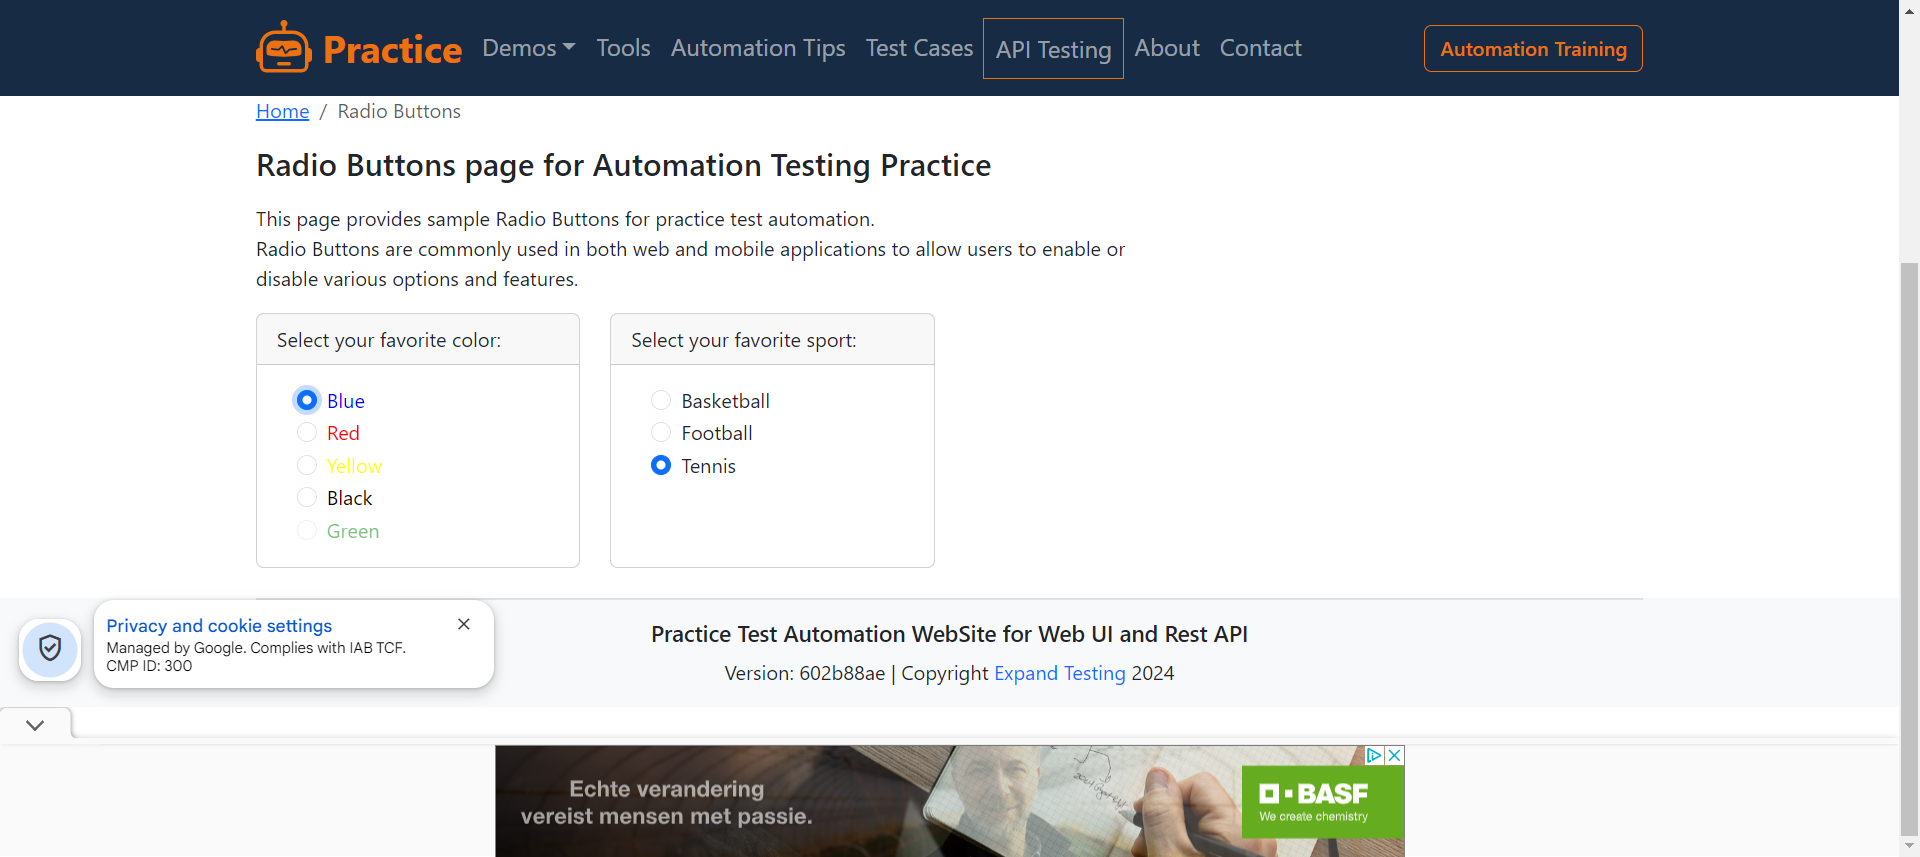 Practice Demos Tools Automation Tips Test Cases API Testing About Contact Automation Training
Home / Radio Buttons
Radio Buttons page for Automation Testing Practice
This page provides sample Radio Buttons for practice test automation.
Radio Buttons are commonly used in both web and mobile applications to allow users to enable or
disable various options and features.
Select your favorite color:
Blue
Red
Yellow
Black
Green
Select your favorite sport:
Basketball
Football
Tennis
Privacy and cookie settings
Managed by Google. Complies with IAB TCF.
CMP ID: 300
Practice Test Automation WebSite for Web UI and Rest API
Version: 602b88ae | Copyright Expand Testing 2024
Echte verandering
vereist mensen met passie.
BASF
We create chemistry